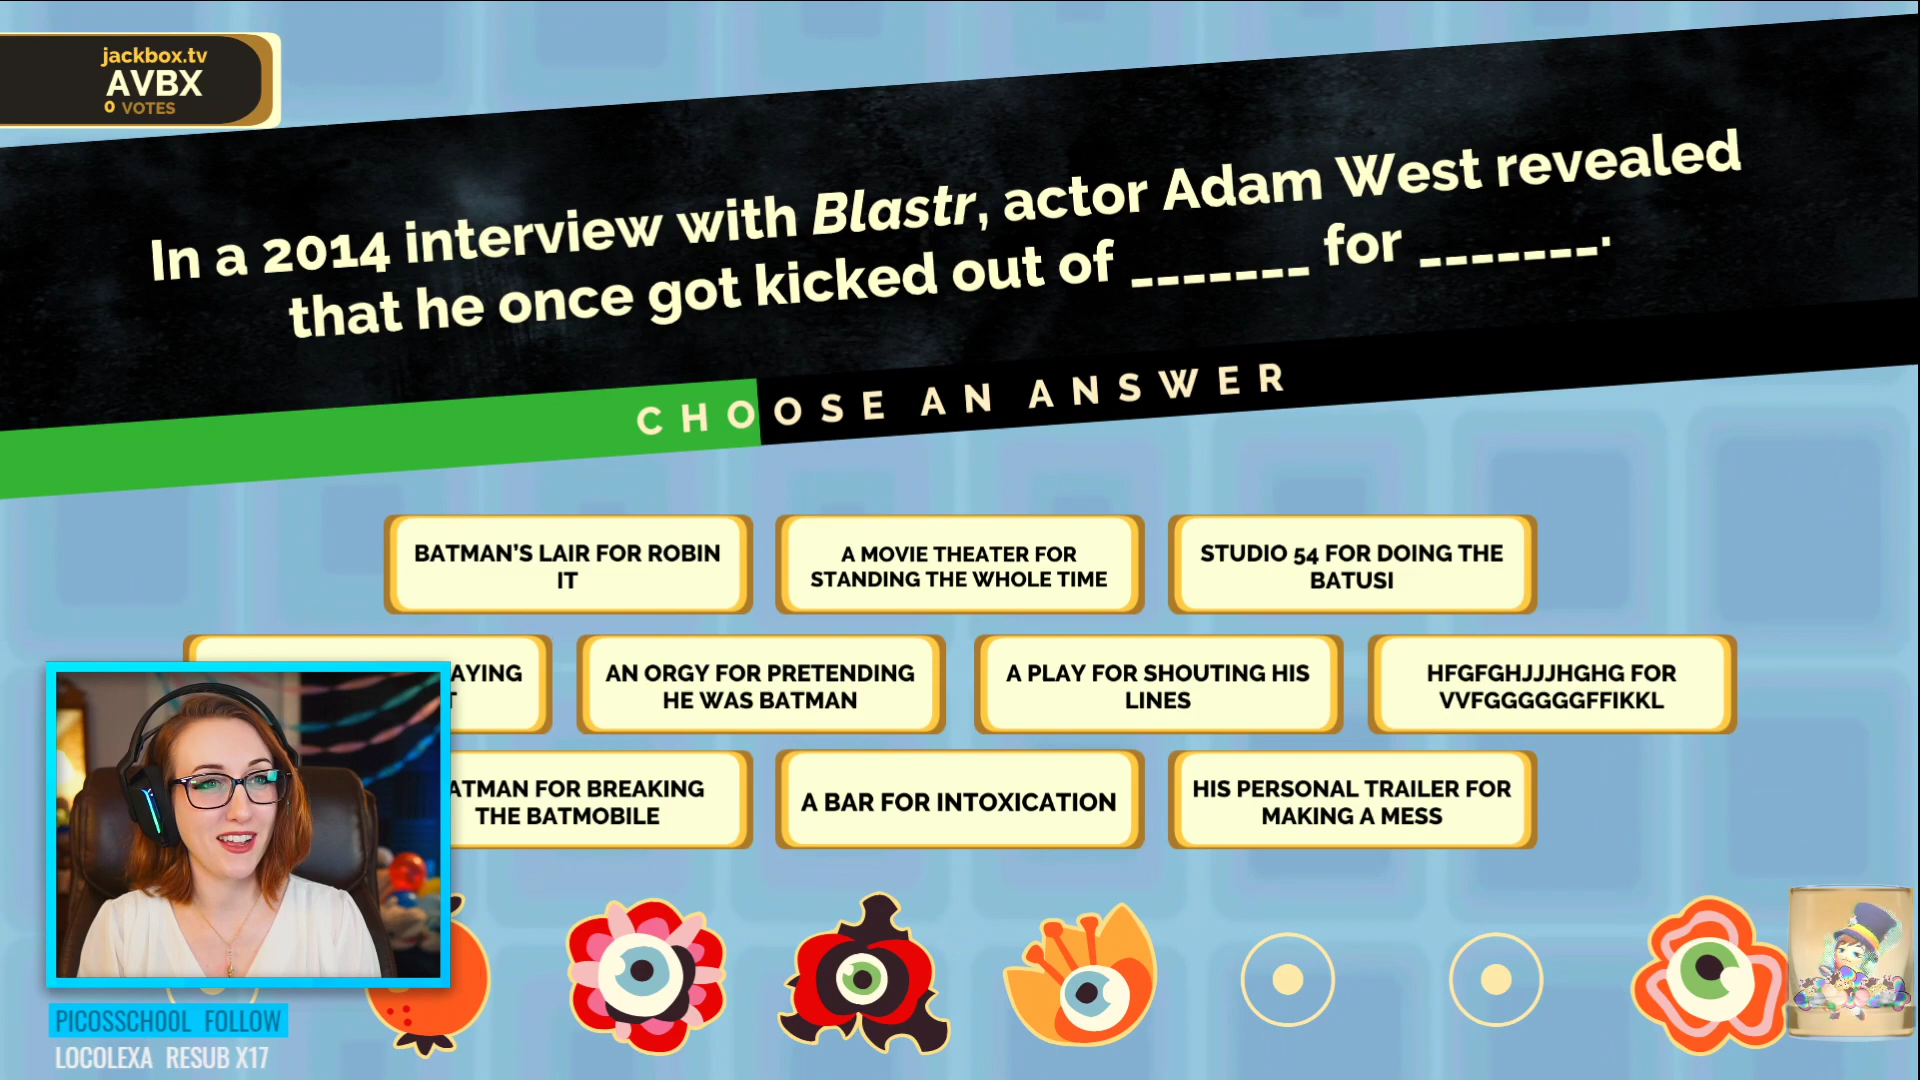 jackbox.tv
AVBX
0 VOTES
In a 2014 interview with Blastr, actor Adam West revealed
that he once got kicked out of _______ for _______.
CHOOSE AN ANSWER
BATMAN'S LAIR FOR ROBIN
IT
A MOVIE THEATER FOR
STANDING THE WHOLE TIME
STUDIO 54 FOR DOING THE
BATUSI
AN ORGY FOR PRETENDING
HE WAS BATMAN
A PLAY FOR SHOUTING HIS
LINES
HFGFGHJJJHGHG FOR
VVFGGGGGGFFIKKL
FOR BREAKING
THE BATMOBILE
A BAR FOR INTOXICATION
HIS PERSONAL TRAILER FOR
MAKING A MESS
PICOSSCHOOL FOLLOW
LOCOLEXA RESUB X17